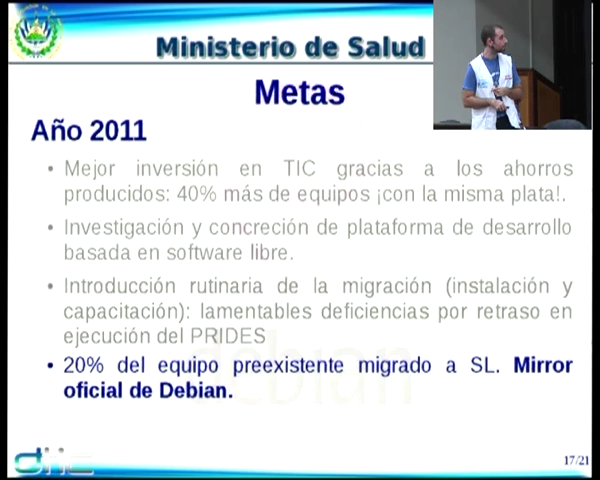 Ministerio de Salud
Metas
Año 2011
• Mejor inversión en TIC gracias a los ahorros
producidos: 40% más de equipos ¡con la misma plata!.
• Investigación y concreción de plataforma de desarrollo
basada en software libre.
• Introducción rutinaria de la migración (instalación y
capacitación): lamentables deficiencias por retraso en
ejecución del PRIDES
• 20% del equipo preexistente migrado a SL. Mirror
oficial de Debian.
debian
dtic
17/21